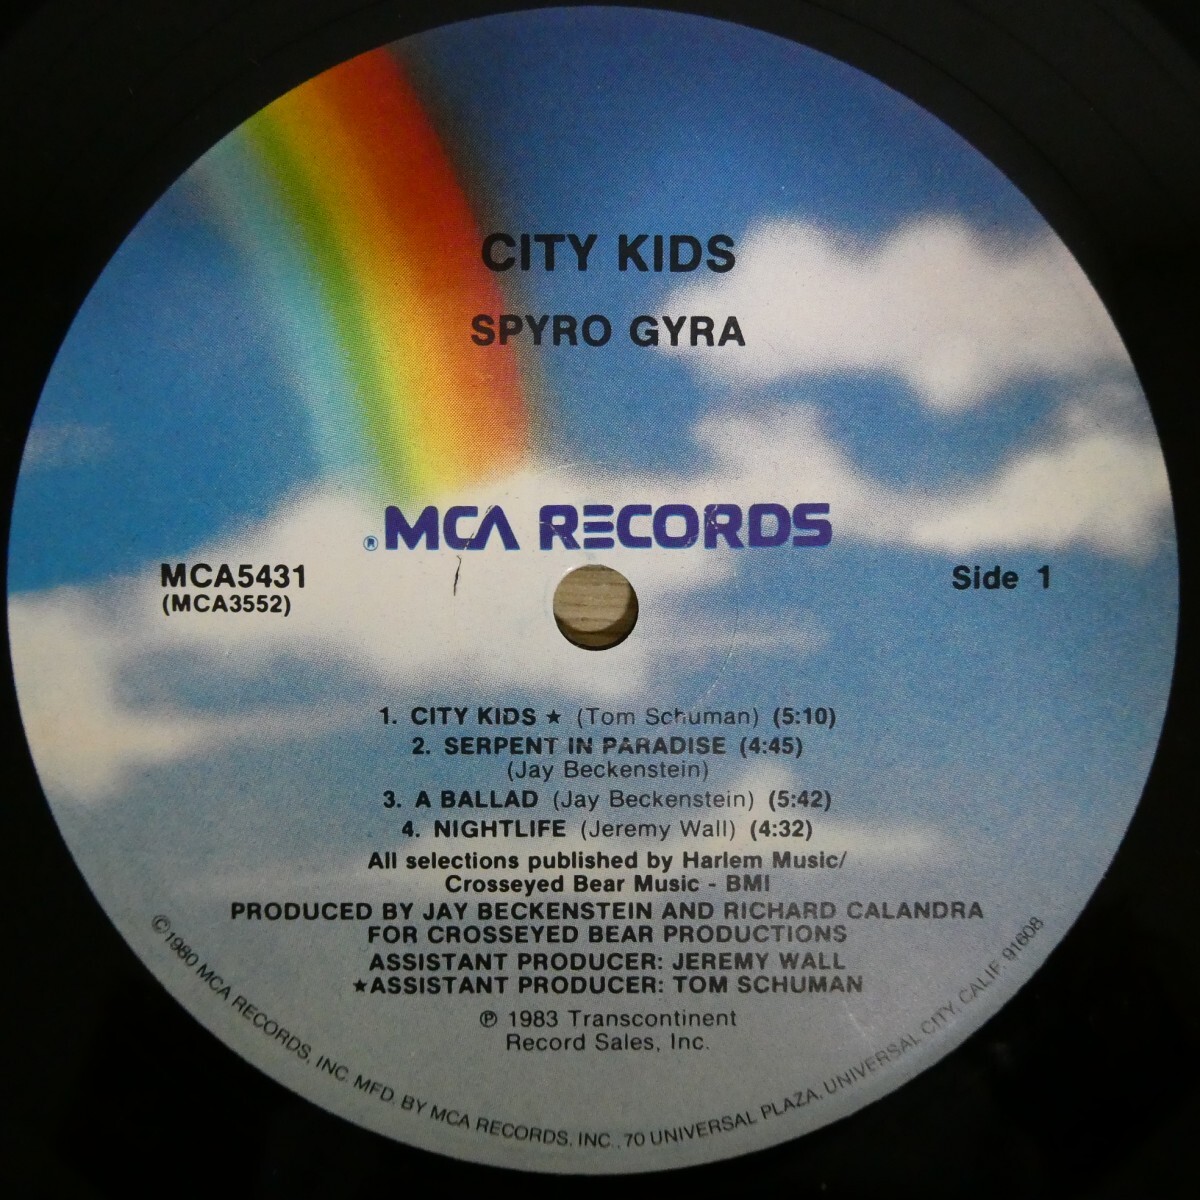 CITY KIDS
SPYRO GYRA
® MCA RECORDS
MCA5431
(MCA3552)
Side 1
1. CITY KIDS ★ (Tom Schuman) (5:10)
2. SERPENT IN PARADISE (4:45)
(Jay Beckenstein)
3. A BALLAD (Jay Beckenstein) (5:42)
4. NIGHTLIFE (Jeremy Wall) (4:32)
All selections published by Harlem Music/
Crosseyed Bear Music - BMI
PRODUCED BY JAY BECKENSTEIN AND RICHARD CALANDRA
FOR CROSSEYED BEAR PRODUCTIONS
ASSISTANT PRODUCER: JEREMY WALL
★ASSISTANT PRODUCER: TOM SCHUMAN
℗ 1983 Transcontinent
Record Sales, Inc.
©1980 MCA RECORDS, INC. MFD. BY MCA RECORDS, INC., 70 UNIVERSAL PLAZA, UNIVERSAL CITY, CALIF. 91608